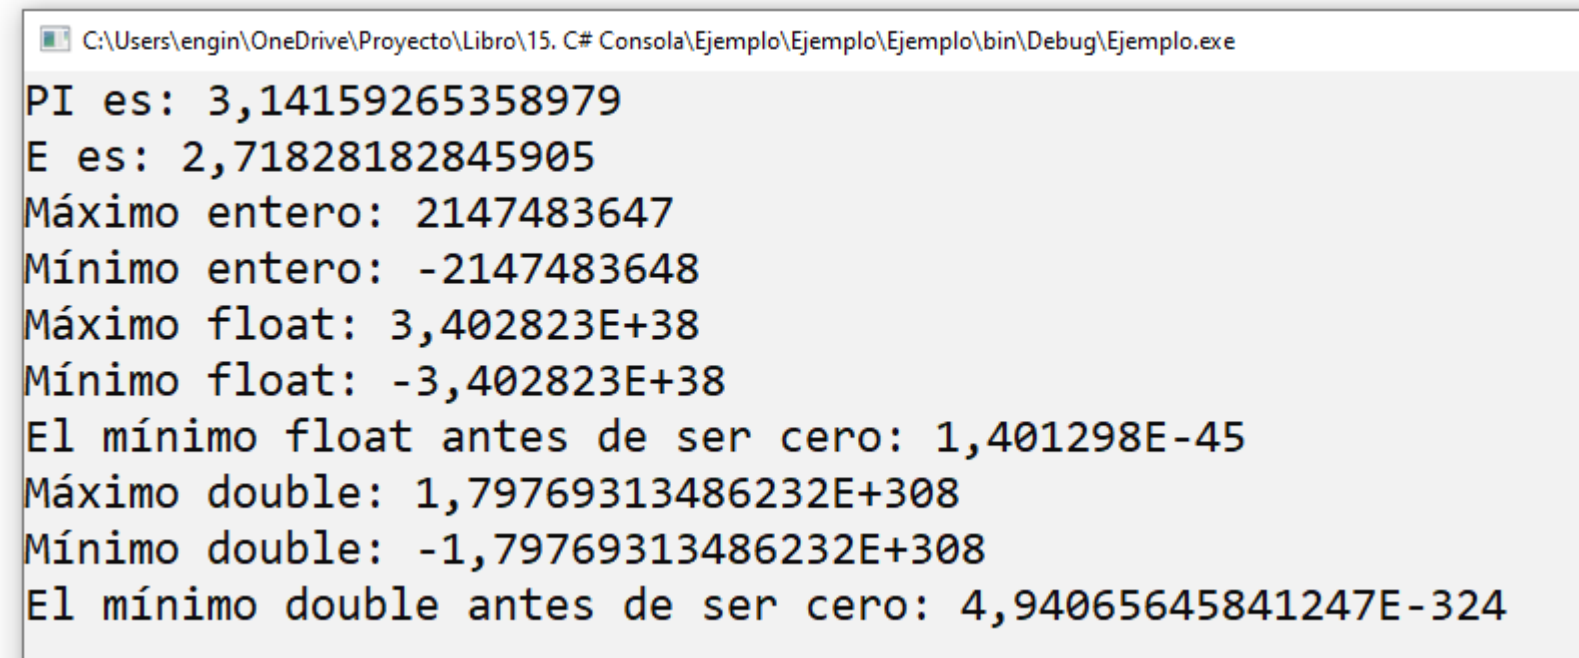 C:\Users\engin\OneDrive\Proyecto\Libro\15. C# Consola\Ejemplo\Ejemplo\Ejemplo\bin\Debug\Ejemplo.exe
PI es: 3,14159265358979
E es: 2,71828182845905
Máximo entero: 2147483647
Mínimo entero: -2147483648
Máximo float: 3,402823E+38
Mínimo float: -3,402823E+38
El mínimo float antes de ser cero: 1,401298E-45
Máximo double: 1,79769313486232E+308
Mínimo double: -1,79769313486232E+308
El mínimo double antes de ser cero: 4,94065645841247E-324